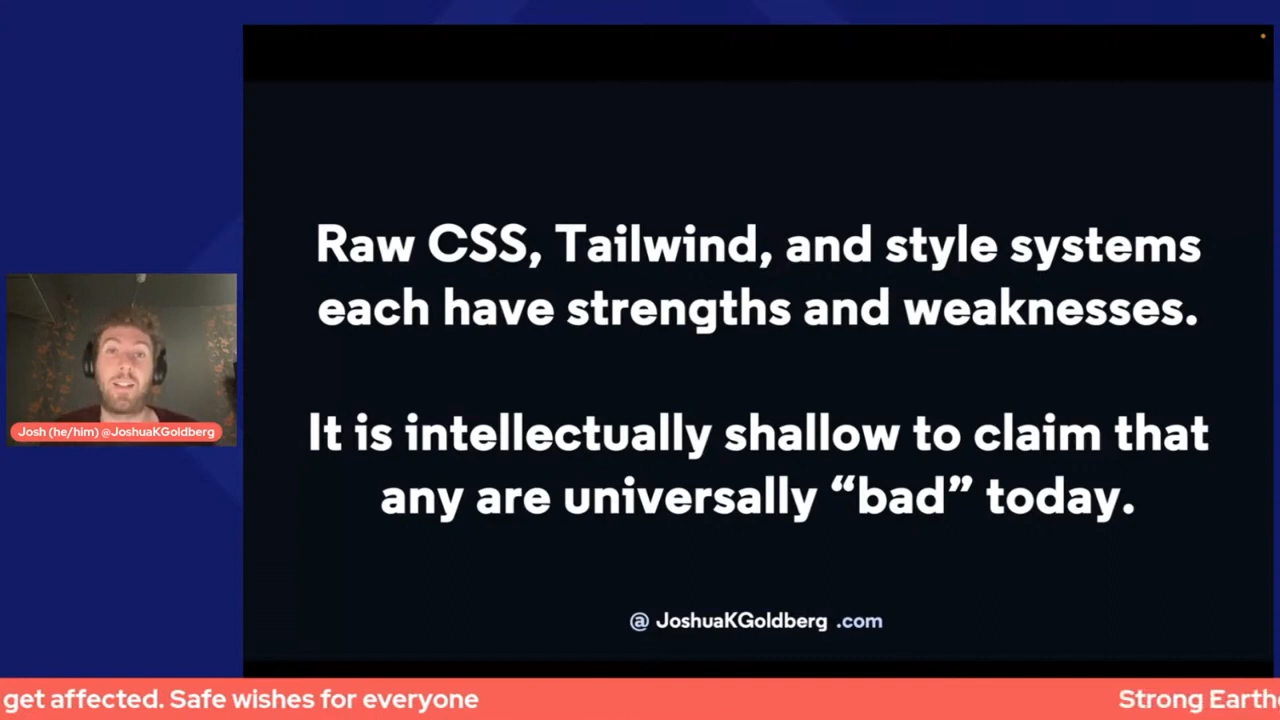 Raw CSS, Tailwind, and style systems
each have strengths and weaknesses.
It is intellectually shallow to claim that
any are universally “bad” today.
@ JoshuaKGoldberg .com
Josh (he/him) @JoshuaKGoldberg
get affected. Safe wishes for everyone
Strong